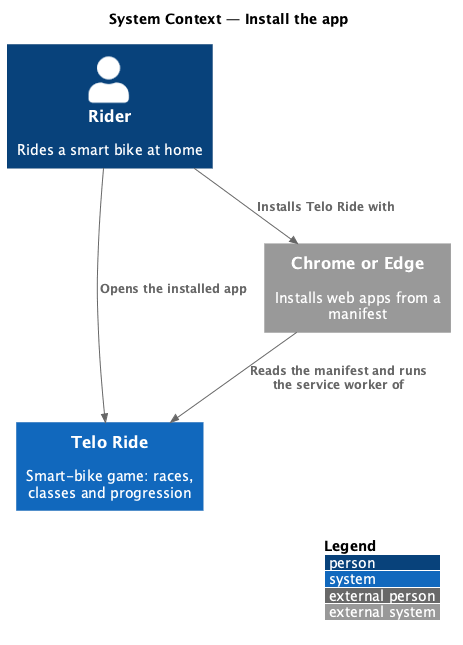 System Context — Install the app
Rider
Rides a smart bike at home
Installs Telo Ride with
Chrome or Edge
Installs web apps from a
manifest
Opens the installed app
Reads the manifest and runs
the service worker of
Telo Ride
Smart-bike game: races,
classes and progression
Legend
person
system
external person
external system